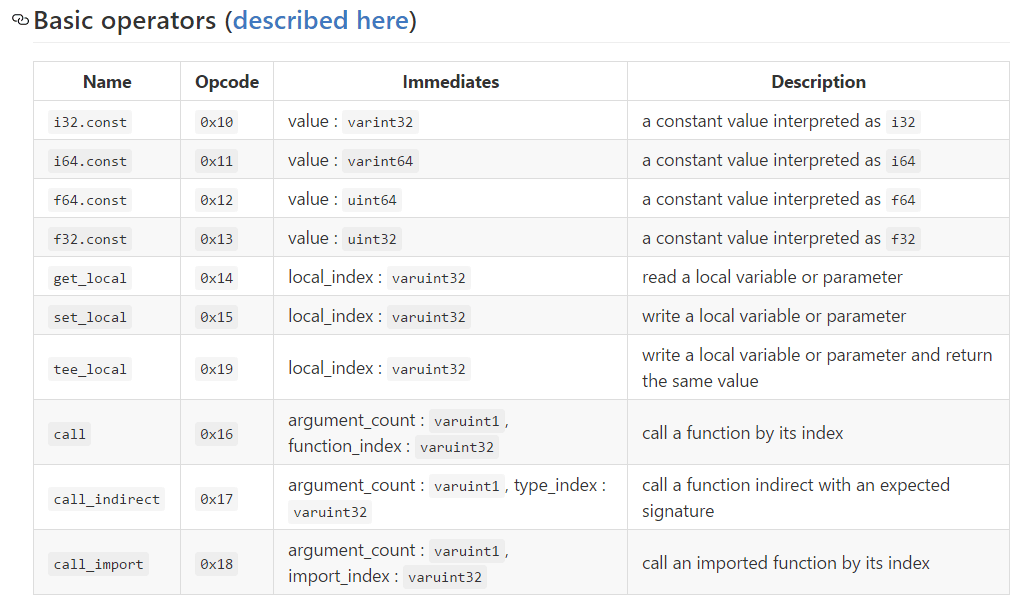 Basic operators (described here)
Name Opcode Immediates Description
i32.const 0x10 value : varint32 a constant value interpreted as i32
i64.const 0x11 value : varint64 a constant value interpreted as i64
f64.const 0x12 value : uint64 a constant value interpreted as f64
f32.const 0x13 value : uint32 a constant value interpreted as f32
get_local 0x14 local_index : varuint32 read a local variable or parameter
set_local 0x15 local_index : varuint32 write a local variable or parameter
tee_local 0x19 local_index : varuint32 write a local variable or parameter and return
the same value
call 0x16 argument_count : varuint1 ,
function_index : varuint32 call a function by its index
call_indirect 0x17 argument_count : varuint1 , type_index :
varuint32 call a function indirect with an expected
signature
call_import 0x18 argument_count : varuint1 ,
import_index : varuint32 call an imported function by its index